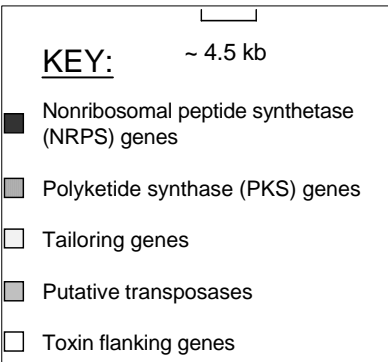 ~ 4.5 kb
KEY:
Nonribosomal peptide synthetase
(NRPS) genes
Polyketide synthase (PKS) genes
Tailoring genes
Putative transposases
Toxin flanking genes